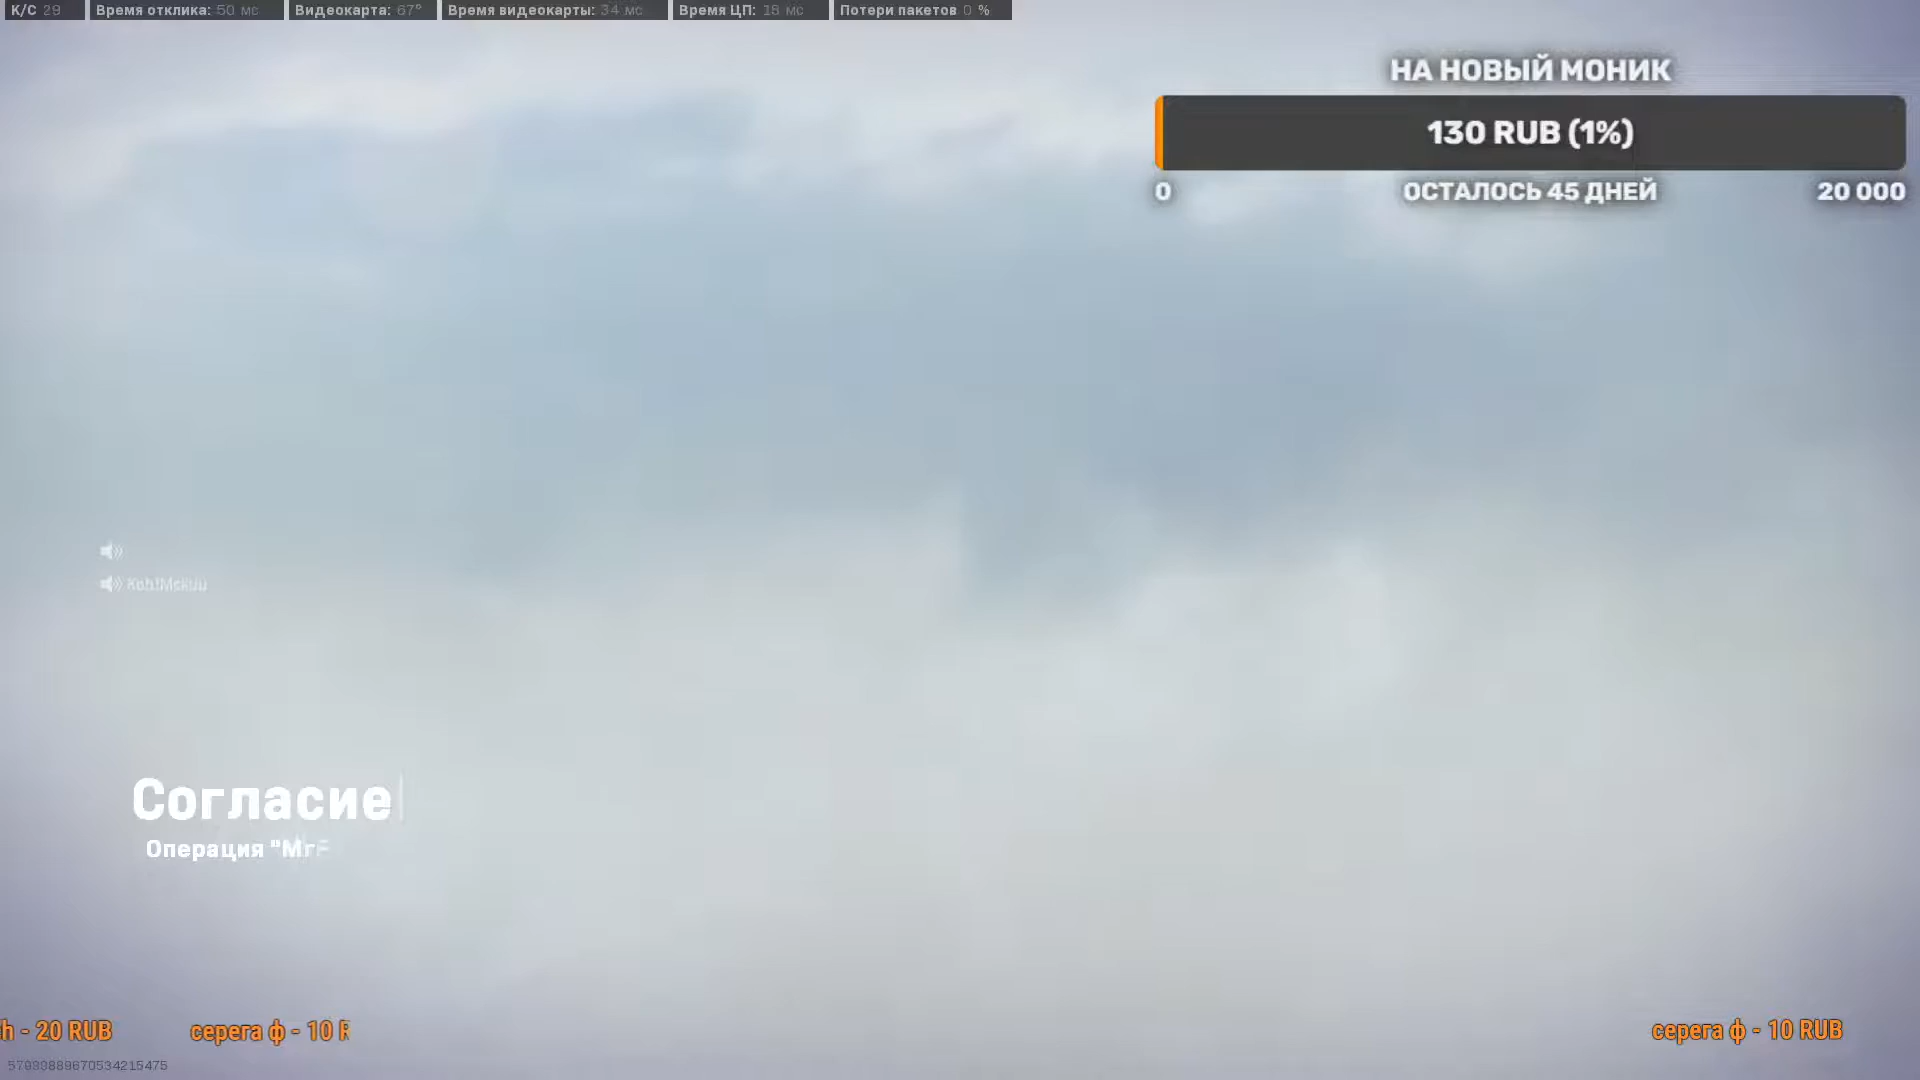 К/С 29 Время отклика: 50 мс Видеокарта: 67° Время видеокарты: 34 мс Время ЦП: 18 мс Потери пакетов 0 %
НА НОВЫЙ МОНИК
130 RUB (1%)
0 ОСТАЛОСЬ 45 ДНЕЙ 20 000
Согласие
Операция "Mr
h - 20 RUB серега ф - 10 R серега ф - 10 RUB